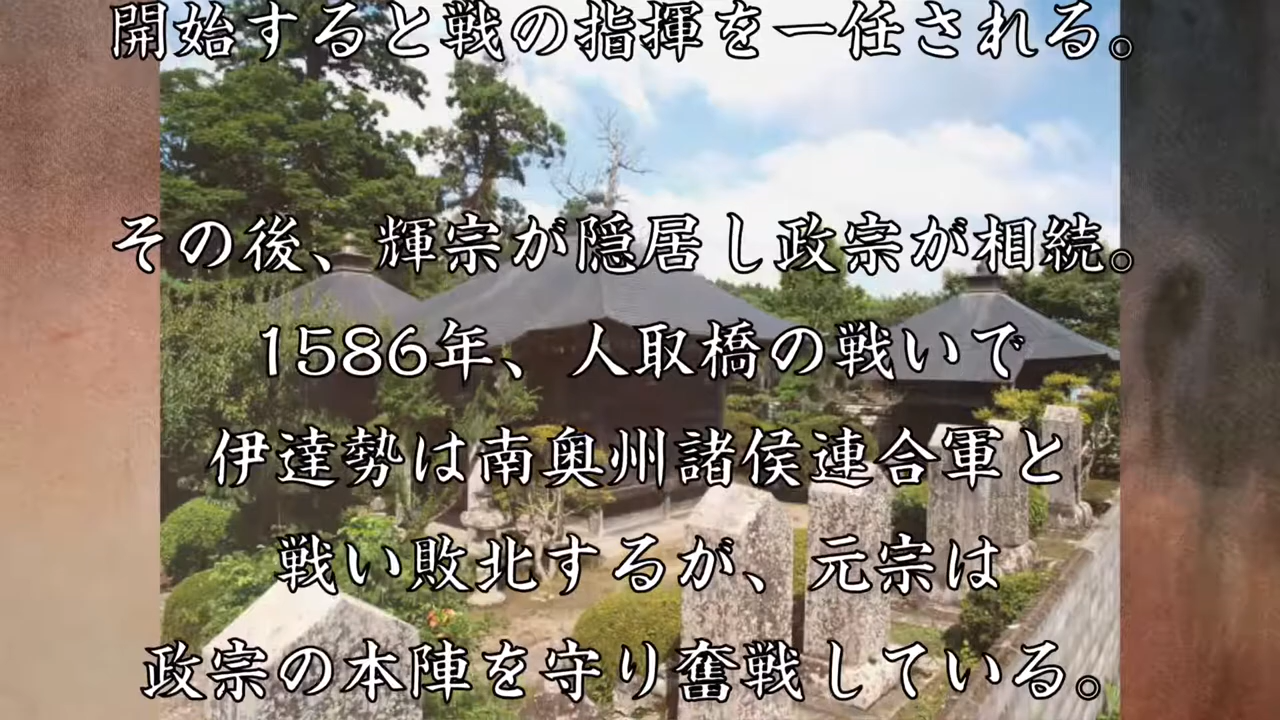 開始すると戦の指揮を一任される。
その後、輝宗が隠居し政宗が相続。
1586年、人取橋の戦いで
伊達勢は南奥州諸侯連合軍と
戦い敗北するが、元宗は
政宗の本陣を守り奮戦している。